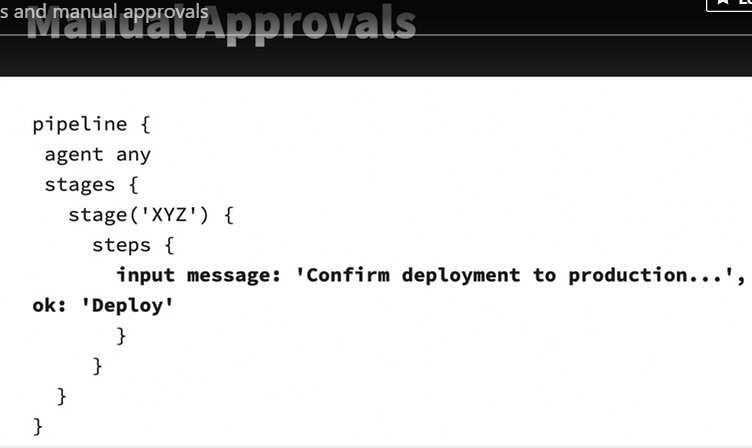 s and manual approvals
Manual Approvals
pipeline {
 agent any
 stages {
   stage('XYZ') {
     steps {
       input message: 'Confirm deployment to production...',
ok: 'Deploy'
       }
     }
  }
}